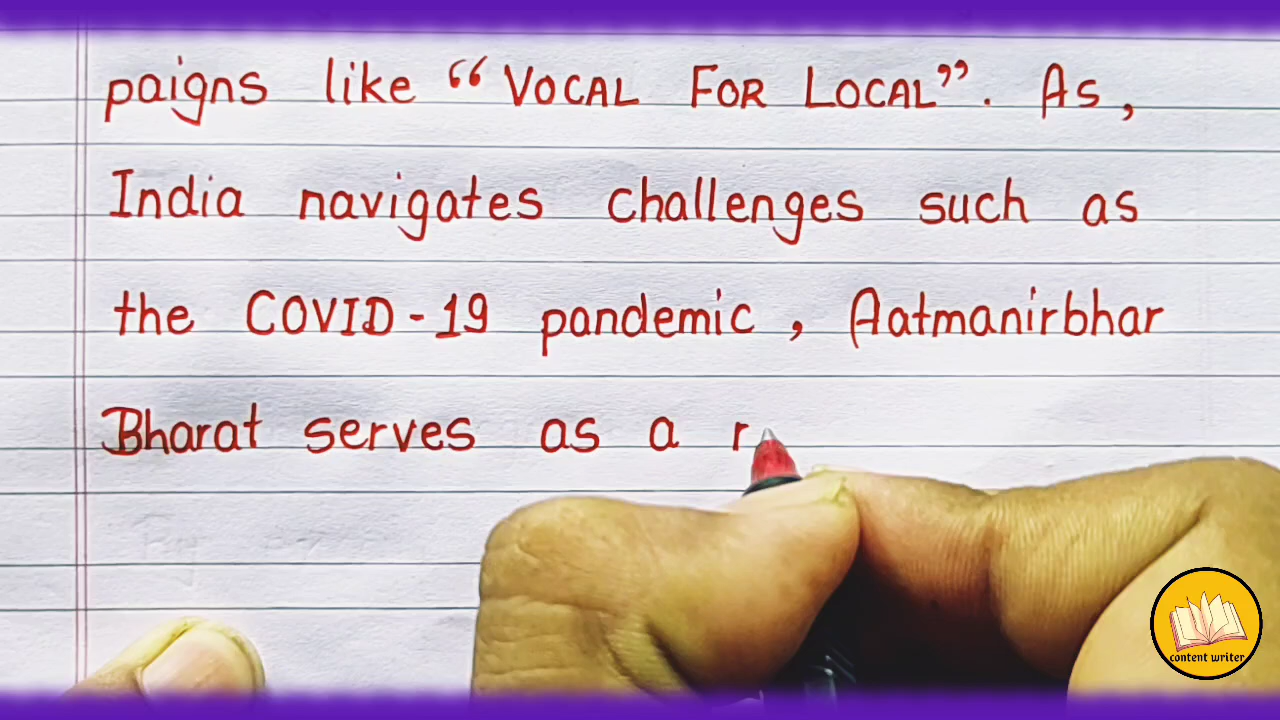 paigns like “VOCAL FOR LOCAL”. As,
India navigates challenges such as
the COVID-19 pandemic, Aatmanirbhar
Bharat serves as a r
content writer